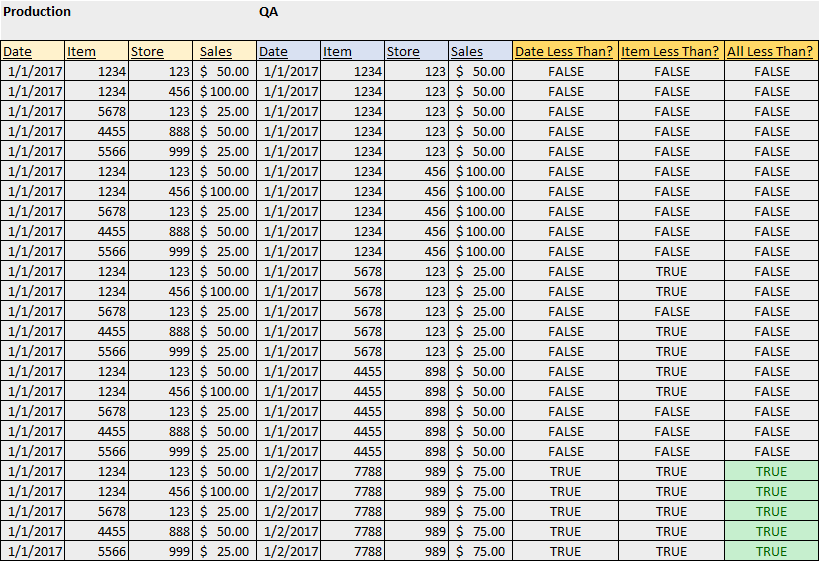 Production QA
Date Item Store Sales Date Item Store Sales Date Less Than? Item Less Than? All Less Than?
1/1/2017 1234 123 $ 50.00 1/1/2017 1234 123 $ 50.00 FALSE FALSE FALSE
1/1/2017 1234 456 $ 100.00 1/1/2017 1234 123 $ 50.00 FALSE FALSE FALSE
1/1/2017 5678 123 $ 25.00 1/1/2017 1234 123 $ 50.00 FALSE FALSE FALSE
1/1/2017 4455 888 $ 50.00 1/1/2017 1234 123 $ 50.00 FALSE FALSE FALSE
1/1/2017 5566 999 $ 25.00 1/1/2017 1234 123 $ 50.00 FALSE FALSE FALSE
1/1/2017 1234 123 $ 50.00 1/1/2017 1234 456 $ 100.00 FALSE FALSE FALSE
1/1/2017 1234 456 $ 100.00 1/1/2017 1234 456 $ 100.00 FALSE FALSE FALSE
1/1/2017 5678 123 $ 25.00 1/1/2017 1234 456 $ 100.00 FALSE FALSE FALSE
1/1/2017 4455 888 $ 50.00 1/1/2017 1234 456 $ 100.00 FALSE FALSE FALSE
1/1/2017 5566 999 $ 25.00 1/1/2017 1234 456 $ 100.00 FALSE FALSE FALSE
1/1/2017 1234 123 $ 50.00 1/1/2017 5678 123 $ 25.00 FALSE TRUE FALSE
1/1/2017 1234 456 $ 100.00 1/1/2017 5678 123 $ 25.00 FALSE TRUE FALSE
1/1/2017 5678 123 $ 25.00 1/1/2017 5678 123 $ 25.00 FALSE FALSE FALSE
1/1/2017 4455 888 $ 50.00 1/1/2017 5678 123 $ 25.00 FALSE TRUE FALSE
1/1/2017 5566 999 $ 25.00 1/1/2017 5678 123 $ 25.00 FALSE TRUE FALSE
1/1/2017 1234 123 $ 50.00 1/1/2017 4455 898 $ 50.00 FALSE TRUE FALSE
1/1/2017 1234 456 $ 100.00 1/1/2017 4455 898 $ 50.00 FALSE TRUE FALSE
1/1/2017 5678 123 $ 25.00 1/1/2017 4455 898 $ 50.00 FALSE FALSE FALSE
1/1/2017 4455 888 $ 50.00 1/1/2017 4455 898 $ 50.00 FALSE FALSE FALSE
1/1/2017 5566 999 $ 25.00 1/1/2017 4455 898 $ 50.00 FALSE FALSE FALSE
1/1/2017 1234 123 $ 50.00 1/2/2017 7788 989 $ 75.00 TRUE TRUE TRUE
1/1/2017 1234 456 $ 100.00 1/2/2017 7788 989 $ 75.00 TRUE TRUE TRUE
1/1/2017 5678 123 $ 25.00 1/2/2017 7788 989 $ 75.00 TRUE TRUE TRUE
1/1/2017 4455 888 $ 50.00 1/2/2017 7788 989 $ 75.00 TRUE TRUE TRUE
1/1/2017 5566 999 $ 25.00 1/2/2017 7788 989 $ 75.00 TRUE TRUE TRUE